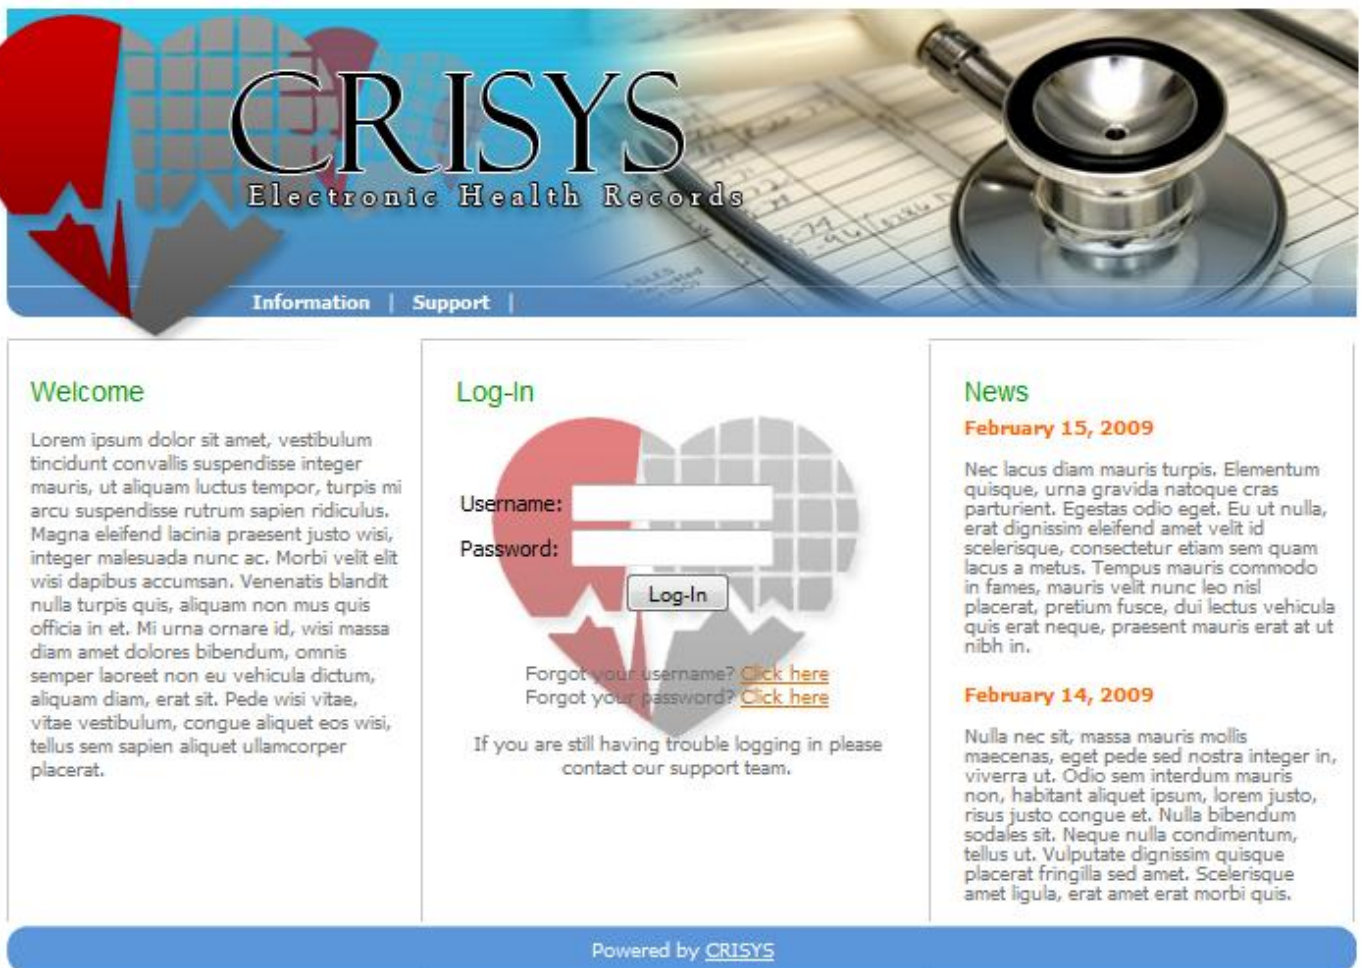 CRISYS
Electronic Health Records
Information | Support |
Welcome
Lorem ipsum dolor sit amet, vestibulum
tincidunt convallis suspendisse integer
mauris, ut aliquam luctus tempor, turpis mi
arcu suspendisse rutrum sapien ridiculus.
Magna eleifend lacinia praesent justo wisi,
integer malesuada nunc ac. Morbi velit elit
wisi dapibus accumsan. Venenatis blandit
nulla turpis quis, aliquam non mus quis
officia in et. Mi urna ornare id, wisi massa
diam amet dolores bibendum, omnis
semper laoreet non eu vehicula dictum,
aliquam diam, erat sit. Pede wisi vitae,
vitae vestibulum, congue aliquet eos wisi,
tellus sem sapien aliquet ullamcorper
placerat.
Log-In
Username:
Password:
Log-In
Forgot your username? Click here
Forgot your password? Click here
If you are still having trouble logging in please
contact our support team.
News
February 15, 2009
Nec lacus diam mauris turpis. Elementum
quisque, urna gravida natoque cras
parturient. Egestas odio eget. Eu ut nulla,
erat dignissim eleifend amet velit id
scelerisque, consectetur etiam sem quam
lacus a metus. Tempus mauris commodo
in fames, mauris velit nunc leo nisl
placerat, pretium fusce, dui lectus vehicula
quis erat neque, praesent mauris erat at ut
nibh in.
February 14, 2009
Nulla nec sit, massa mauris mollis
maecenas, eget pede sed nostra integer in,
viverra ut. Odio sem interdum mauris
non, habitant aliquet ipsum, lorem justo,
risus justo congue et. Nulla bibendum
sodales sit. Neque nulla condimentum,
tellus ut. Vulputate dignissim quisque
placerat fringilla sed amet. Scelerisque
amet ligula, erat amet erat morbi quis.
Powered by CRISYS